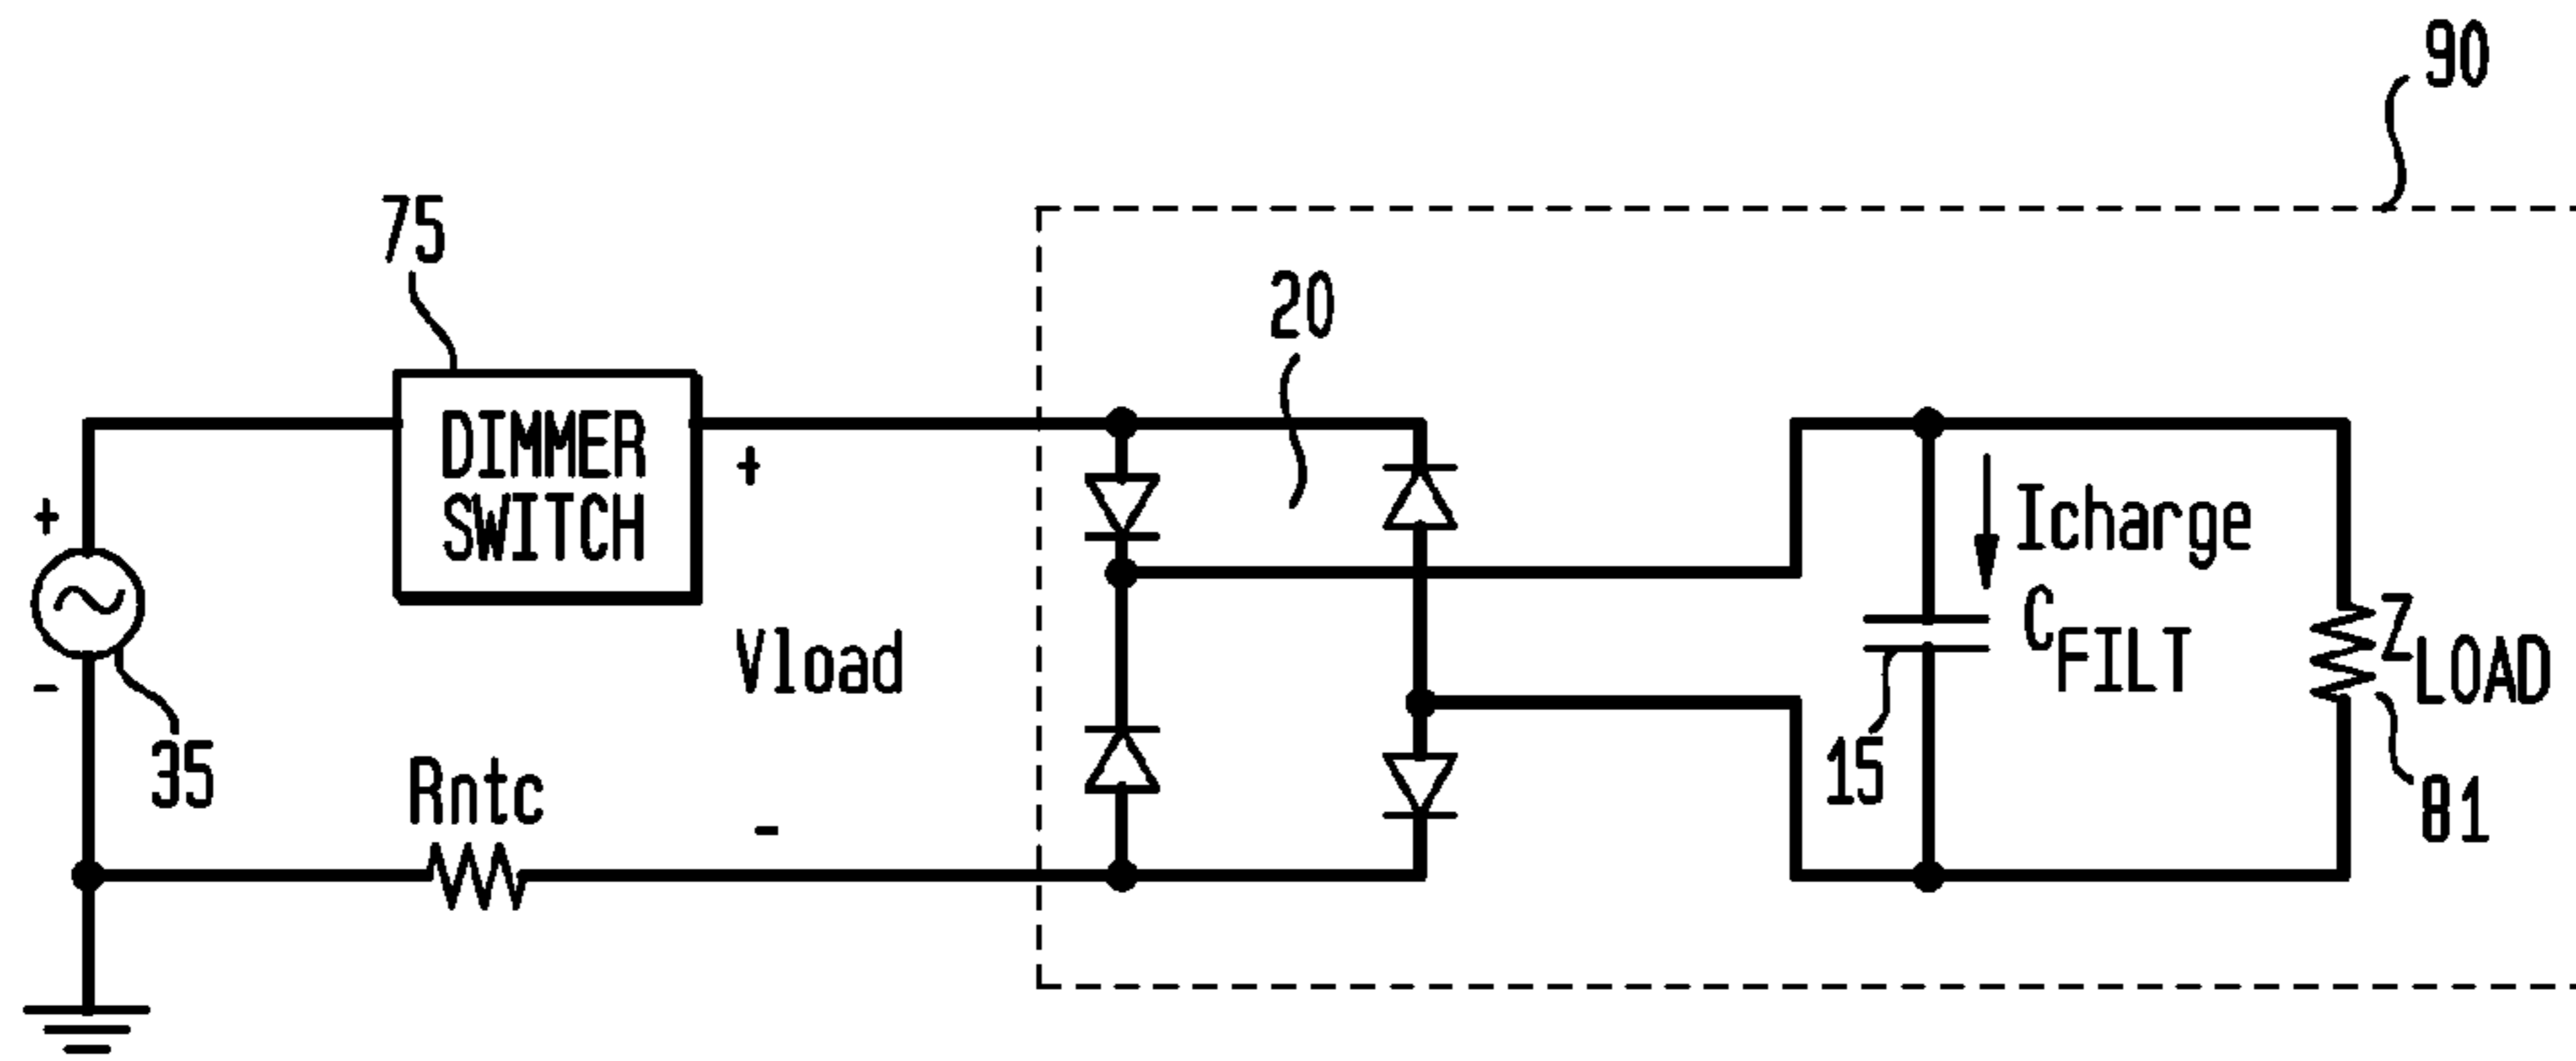 90
75
20
DIMMER
SWITCH
+
+
Icharge
C FILT
Z LOAD
Vload
-
35
15
Rntc
81
-